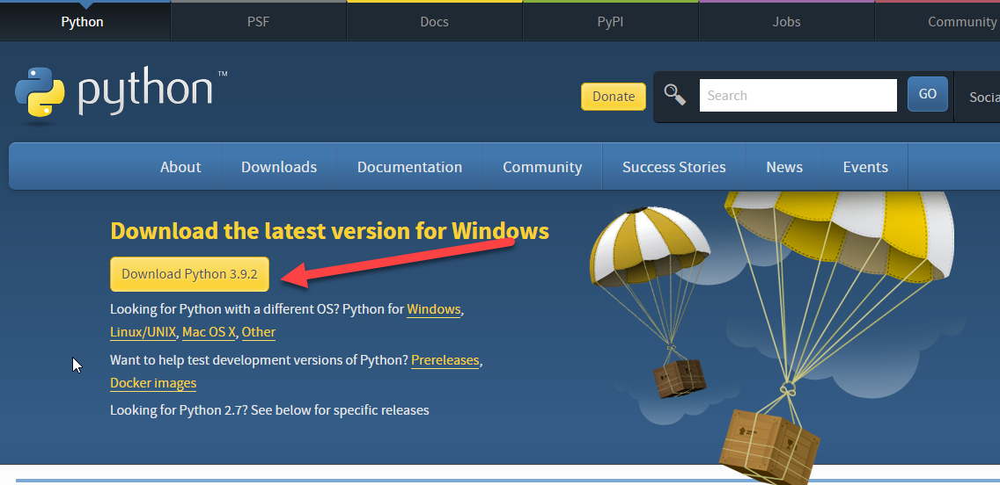 Python PSF Docs PyPI Jobs Community
python™
Donate Search GO Socia
About Downloads Documentation Community Success Stories News Events
Download the latest version for Windows
Download Python 3.9.2
Looking for Python with a different OS? Python for Windows,
Linux/UNIX, Mac OS X, Other
Want to help test development versions of Python? Prereleases,
Docker images
Looking for Python 2.7? See below for specific releases